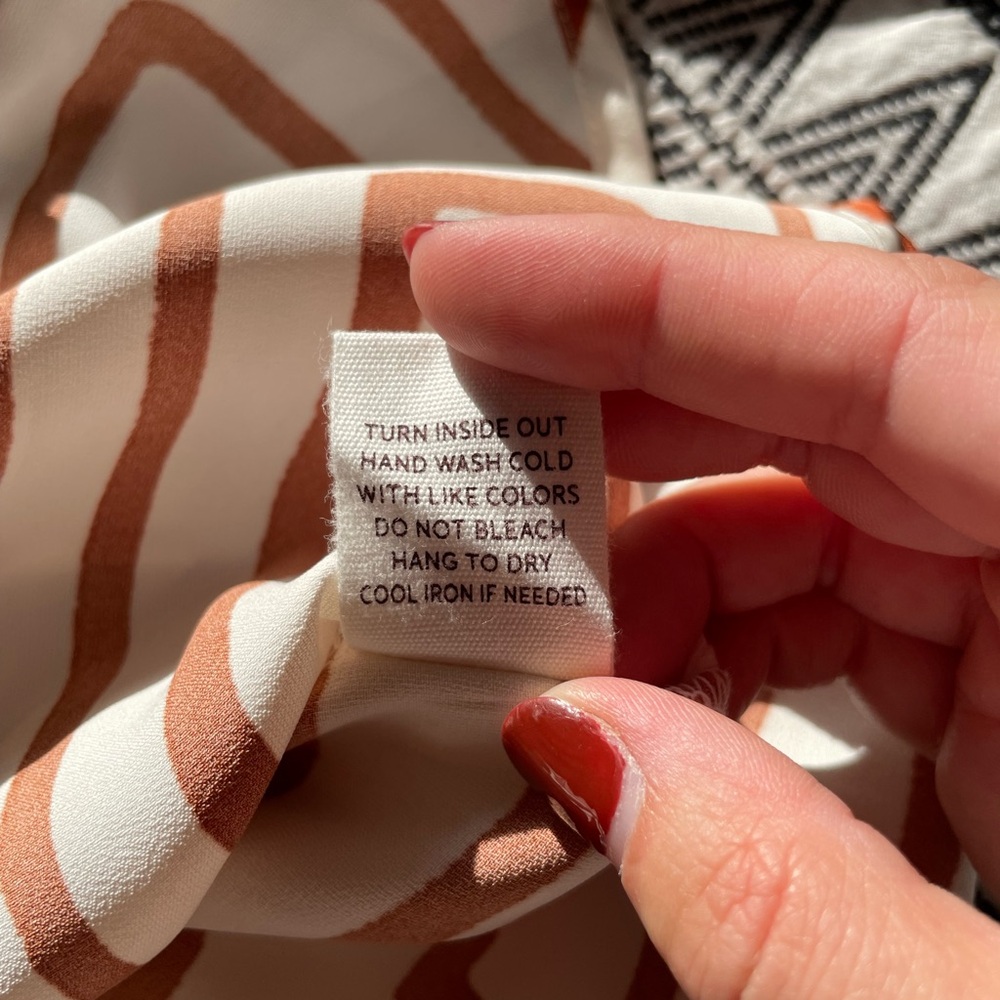 TURN INSIDE OUT
HAND WASH COLD
WITH LIKE COLORS
DO NOT BLEACH
HANG TO DRY
COOL IRON IF NEEDED